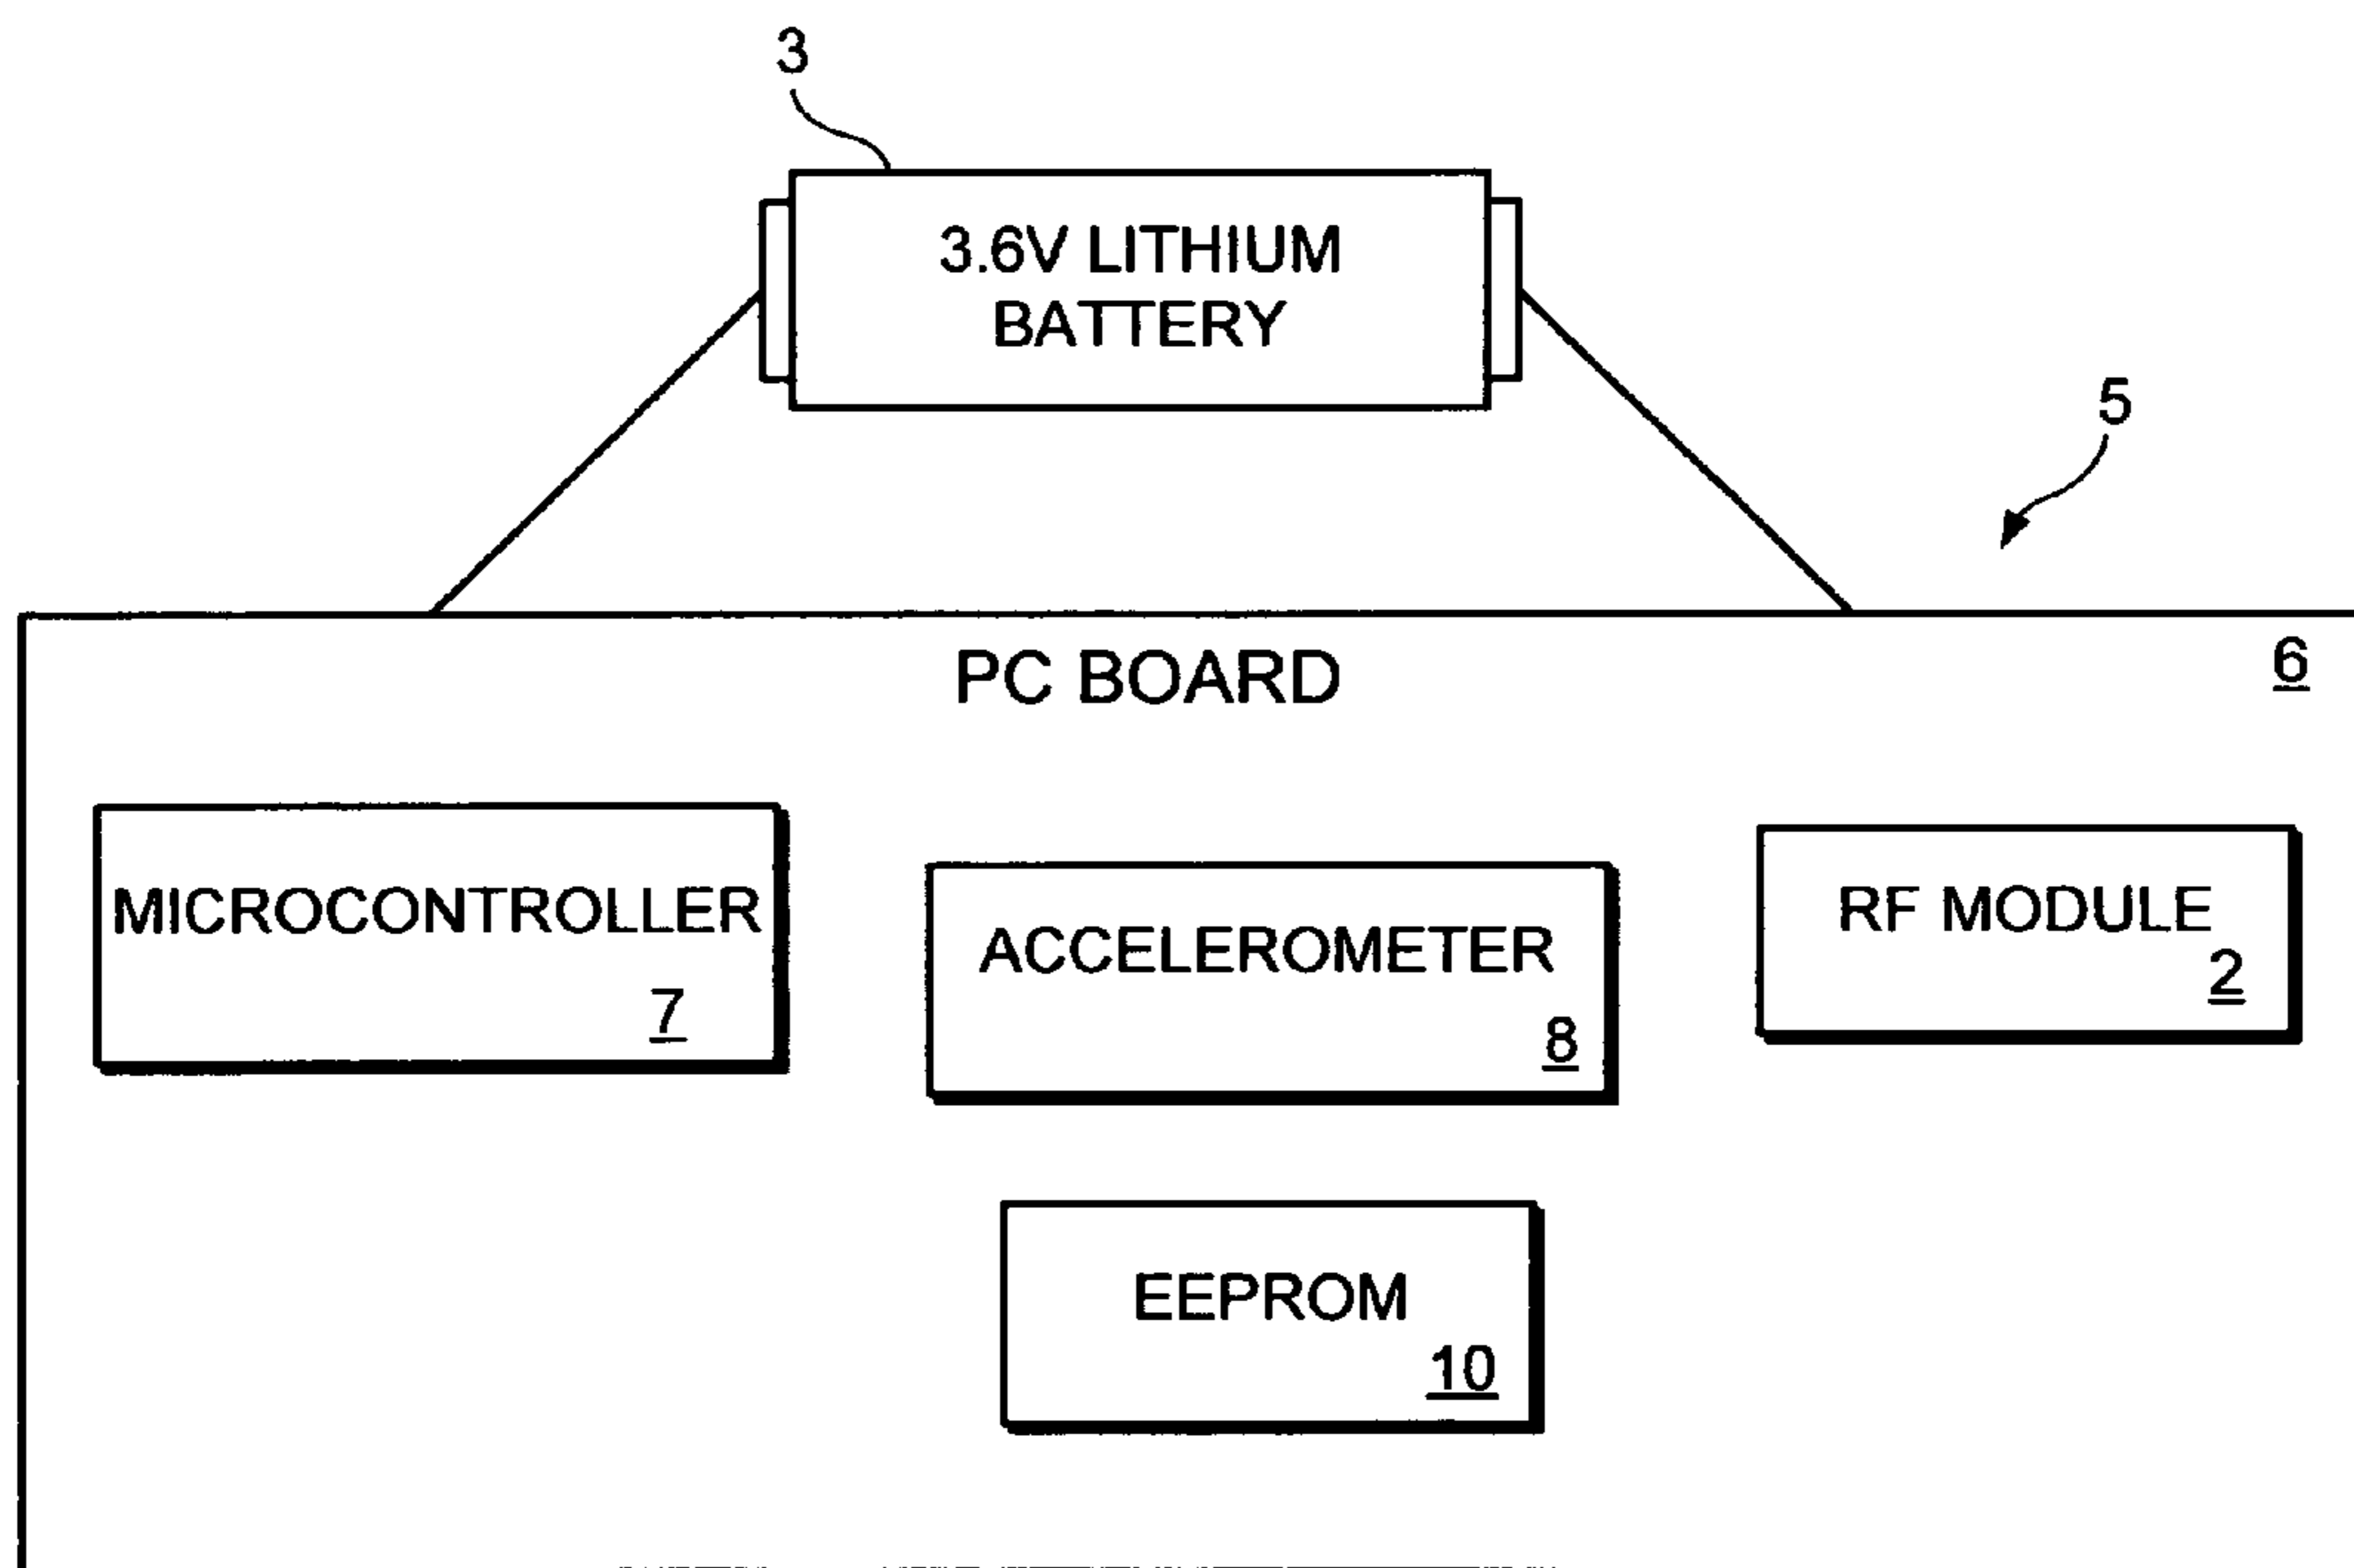 3
3.6V LITHIUM
BATTERY
5
PC BOARD
6
MICROCONTROLLER
7
ACCELEROMETER
8
RF MODULE
2
EEPROM
10